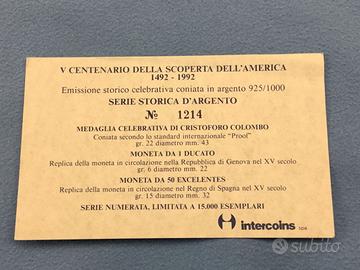 V CENTENARIO DELLA SCOPERTA DELL'AMERICA
1492 - 1992
Emissione storico celebrativa coniata in argento 925/1000
SERIE STORICA D'ARGENTO
№ 1214
MEDAGLIA CELEBRATIVA DI CRISTOFORO COLOMBO
Coniata secondo lo standard internazionale "Proof"
gr. 22 diametro mm. 43
MONETA DA 1 DUCATO
Replica della moneta in circolazione nella Repubblica di Genova nel XV secolo
gr. 6 diametro mm. 22
MONETA DA 50 EXCELENTES
Replica della moneta in circolazione nel Regno di Spagna nel XV secolo
gr. 15 diametro mm. 32
SERIE NUMERATA, LIMITATA A 15.000 ESEMPLARI
intercoins
subito